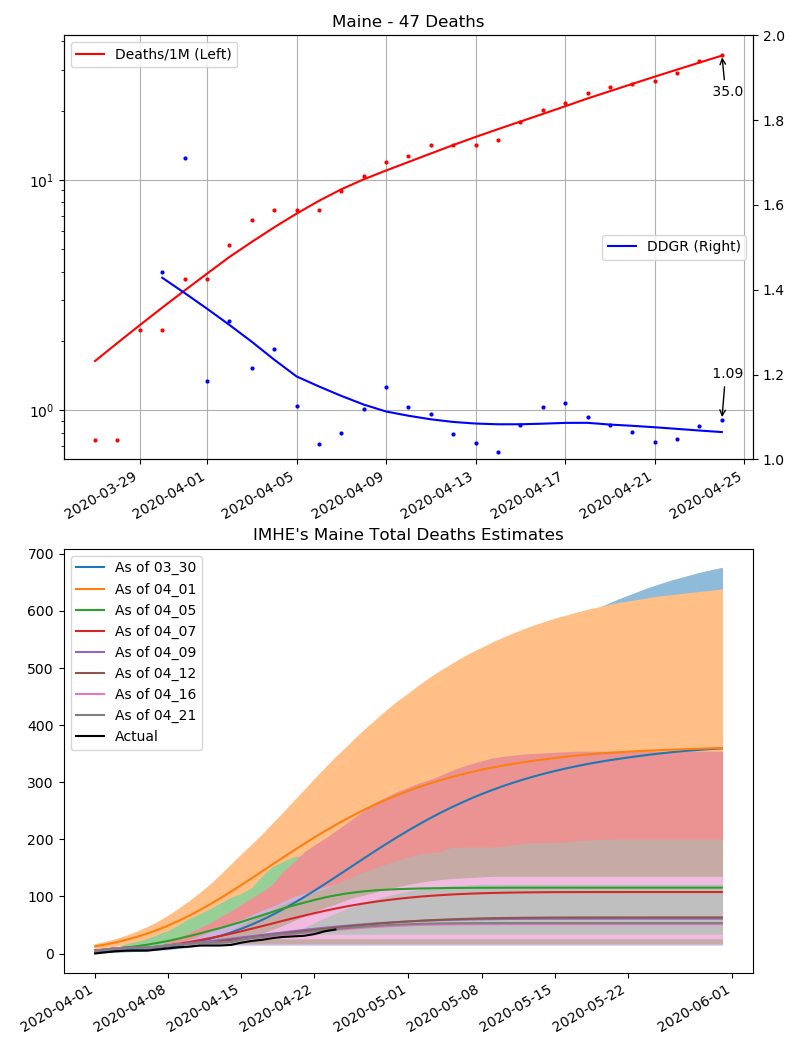 Maine - 47 Deaths
Deaths/1M (Left)
DDGR (Right)
35.0
1.09
10¹
10⁰
2.0
1.8
1.6
1.4
1.2
1.0
2020-03-29
2020-04-01
2020-04-05
2020-04-09
2020-04-13
2020-04-17
2020-04-21
2020-04-25
IMHE's Maine Total Deaths Estimates
As of 03_30
As of 04_01
As of 04_05
As of 04_07
As of 04_09
As of 04_12
As of 04_16
As of 04_21
Actual
700
600
500
400
300
200
100
0
2020-04-01
2020-04-08
2020-04-15
2020-04-22
2020-05-01
2020-05-08
2020-05-15
2020-05-22
2020-06-01